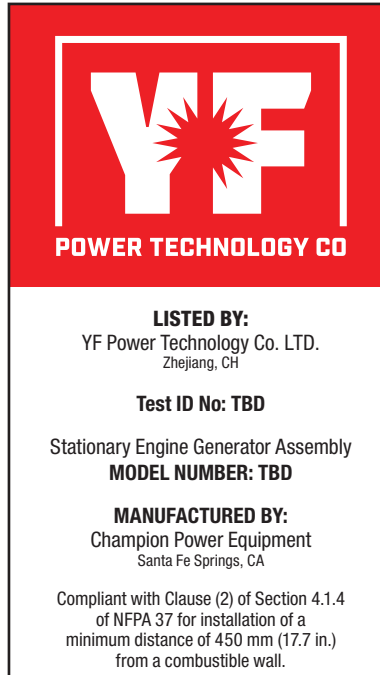 YF
POWER TECHNOLOGY CO
LISTED BY:
YF Power Technology Co. LTD.
Zhejiang, CH
Test ID No: TBD
Stationary Engine Generator Assembly
MODEL NUMBER: TBD
MANUFACTURED BY:
Champion Power Equipment
Santa Fe Springs, CA
Compliant with Clause (2) of Section 4.1.4
of NFPA 37 for installation of a
minimum distance of 450 mm (17.7 in.)
from a combustible wall.